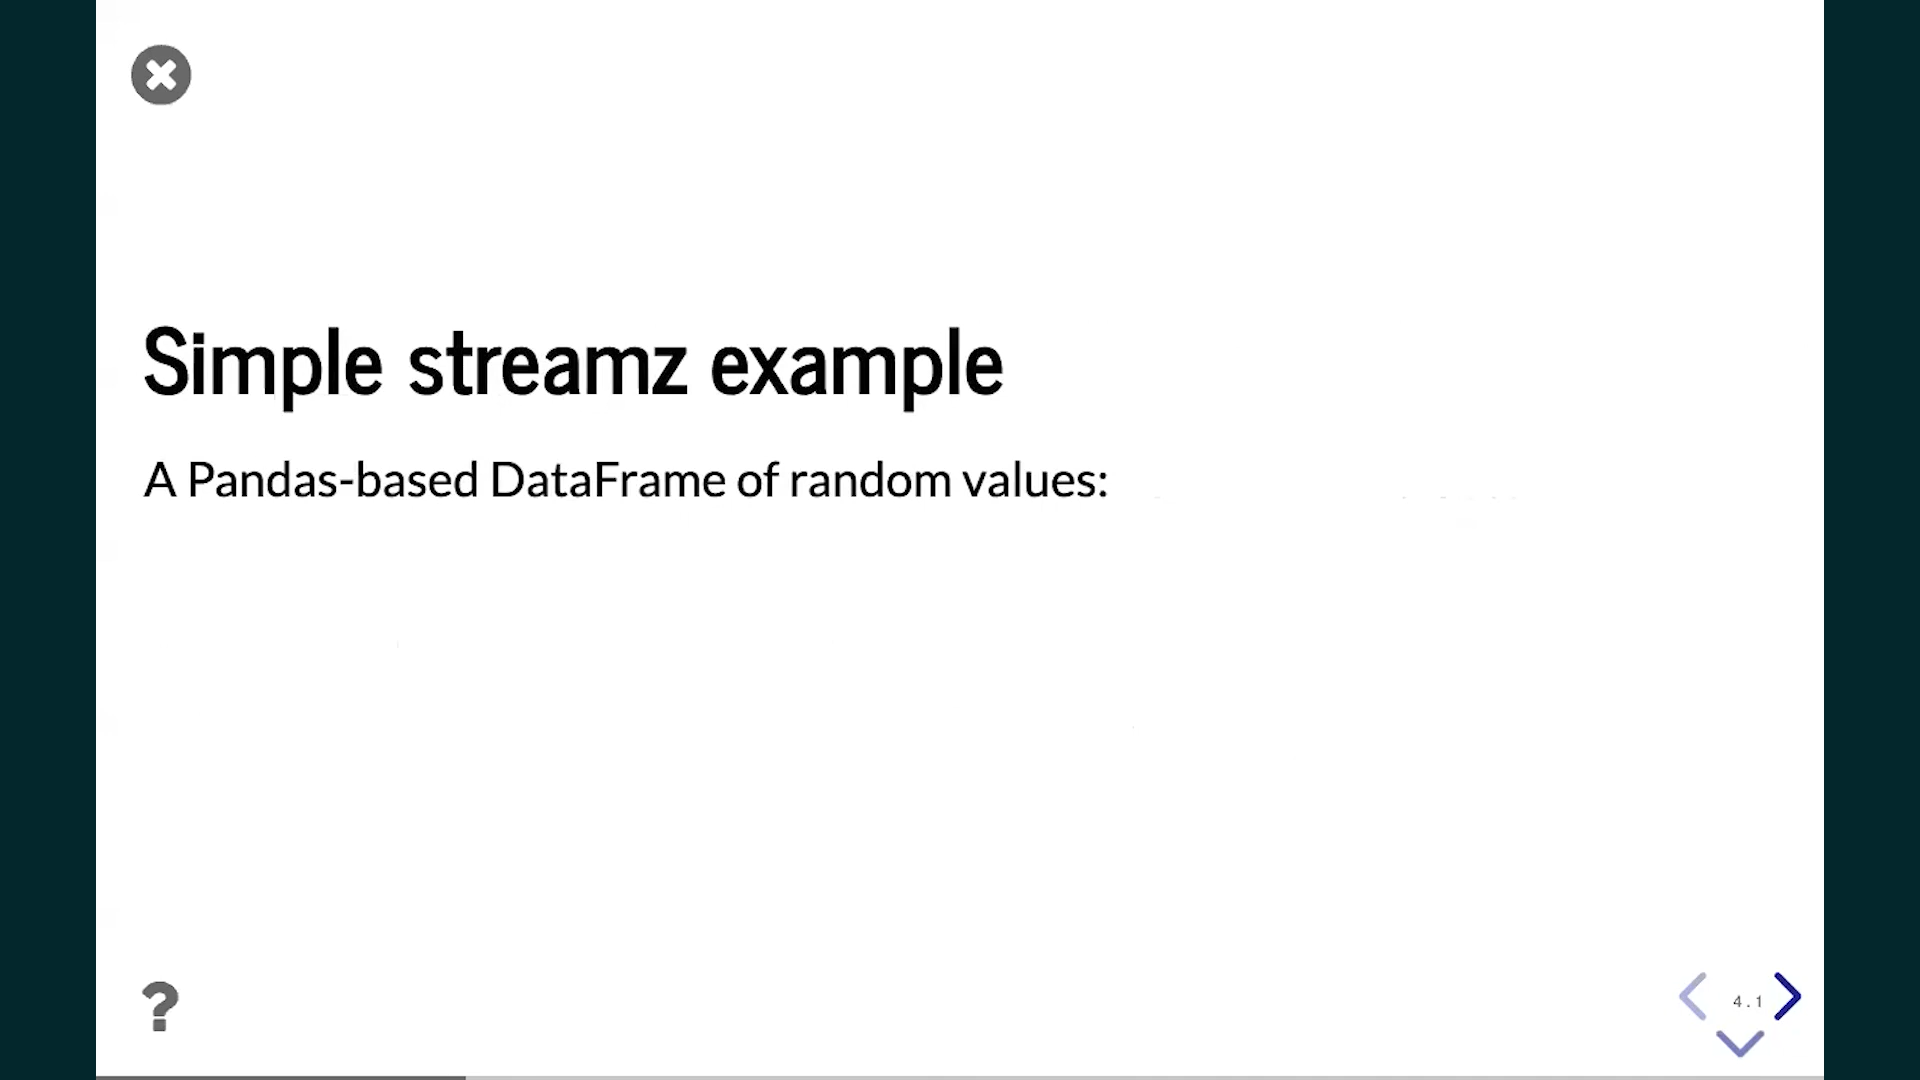 Simple streamz example
A Pandas-based DataFrame of random values:
?
4.1